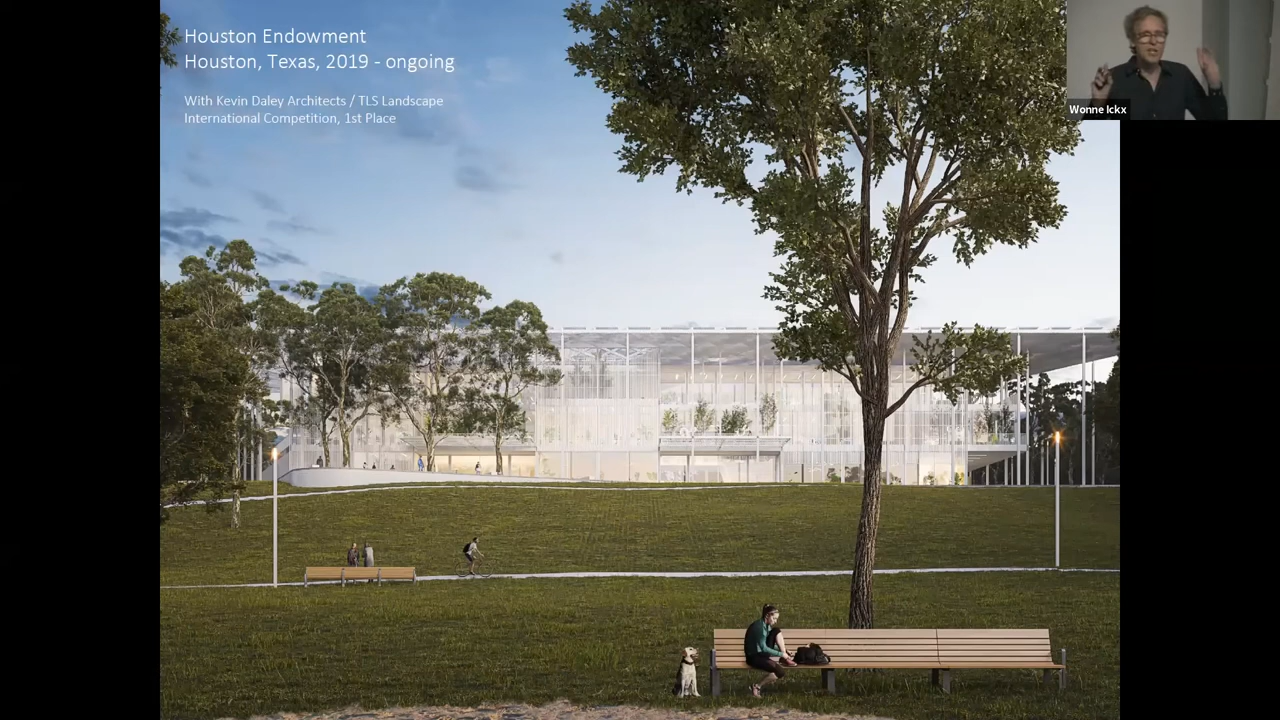 Houston Endowment
Houston, Texas, 2019 - ongoing
With Kevin Daley Architects / TLS Landscape
International Competition, 1st Place
Wonne Ickx